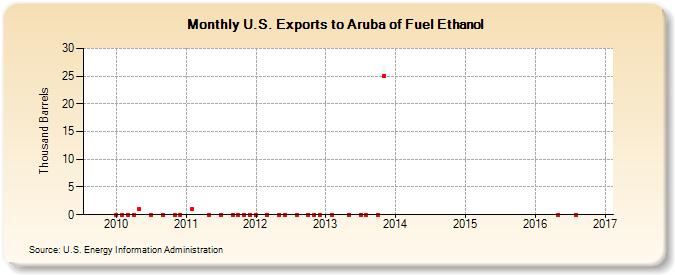 Monthly U.S. Exports to Aruba of Fuel Ethanol
Thousand Barrels
30
25
20
15
10
5
0
2010 2011 2012 2013 2014 2015 2016 2017
Source: U.S. Energy Information Administration